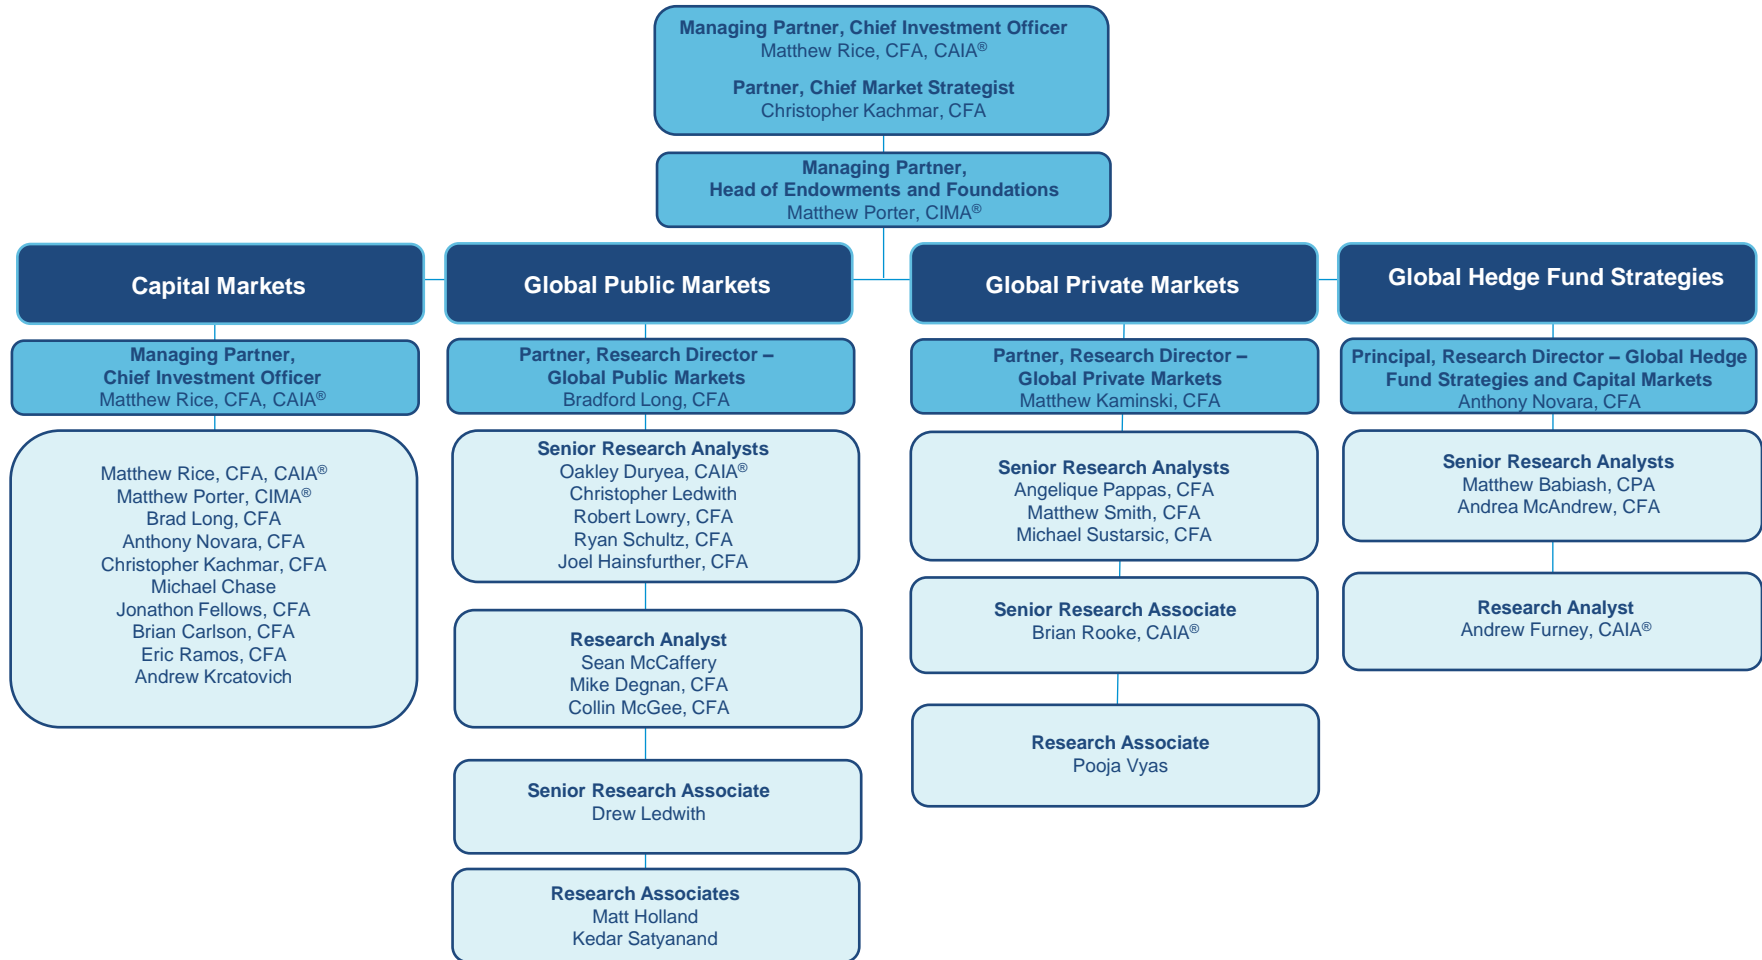 Managing Partner, Chief Investment Officer
Matthew Rice, CFA, CAIA®
Partner, Chief Market Strategist
Christopher Kachmar, CFA
Managing Partner,
Head of Endowments and Foundations
Matthew Porter, CIMA®
Capital Markets
Managing Partner,
Chief Investment Officer
Matthew Rice, CFA, CAIA®
Matthew Rice, CFA, CAIA®
Matthew Porter, CIMA®
Brad Long, CFA
Anthony Novara, CFA
Christopher Kachmar, CFA
Michael Chase
Jonathon Fellows, CFA
Brian Carlson, CFA
Eric Ramos, CFA
Andrew Krcatovich
Global Public Markets
Partner, Research Director –
Global Public Markets
Bradford Long, CFA
Senior Research Analysts
Oakley Duryea, CAIA®
Christopher Ledwith
Robert Lowry, CFA
Ryan Schultz, CFA
Joel Hainsfurther, CFA
Research Analyst
Sean McCaffery
Mike Degnan, CFA
Collin McGee, CFA
Senior Research Associate
Drew Ledwith
Research Associates
Matt Holland
Kedar Satyanand
Global Private Markets
Partner, Research Director –
Global Private Markets
Matthew Kaminski, CFA
Senior Research Analysts
Angelique Pappas, CFA
Matthew Smith, CFA
Michael Sustarsic, CFA
Senior Research Associate
Brian Rooke, CAIA®
Research Associate
Pooja Vyas
Global Hedge Fund Strategies
Principal, Research Director – Global Hedge
Fund Strategies and Capital Markets
Anthony Novara, CFA
Senior Research Analysts
Matthew Babiash, CPA
Andrea McAndrew, CFA
Research Analyst
Andrew Furney, CAIA®